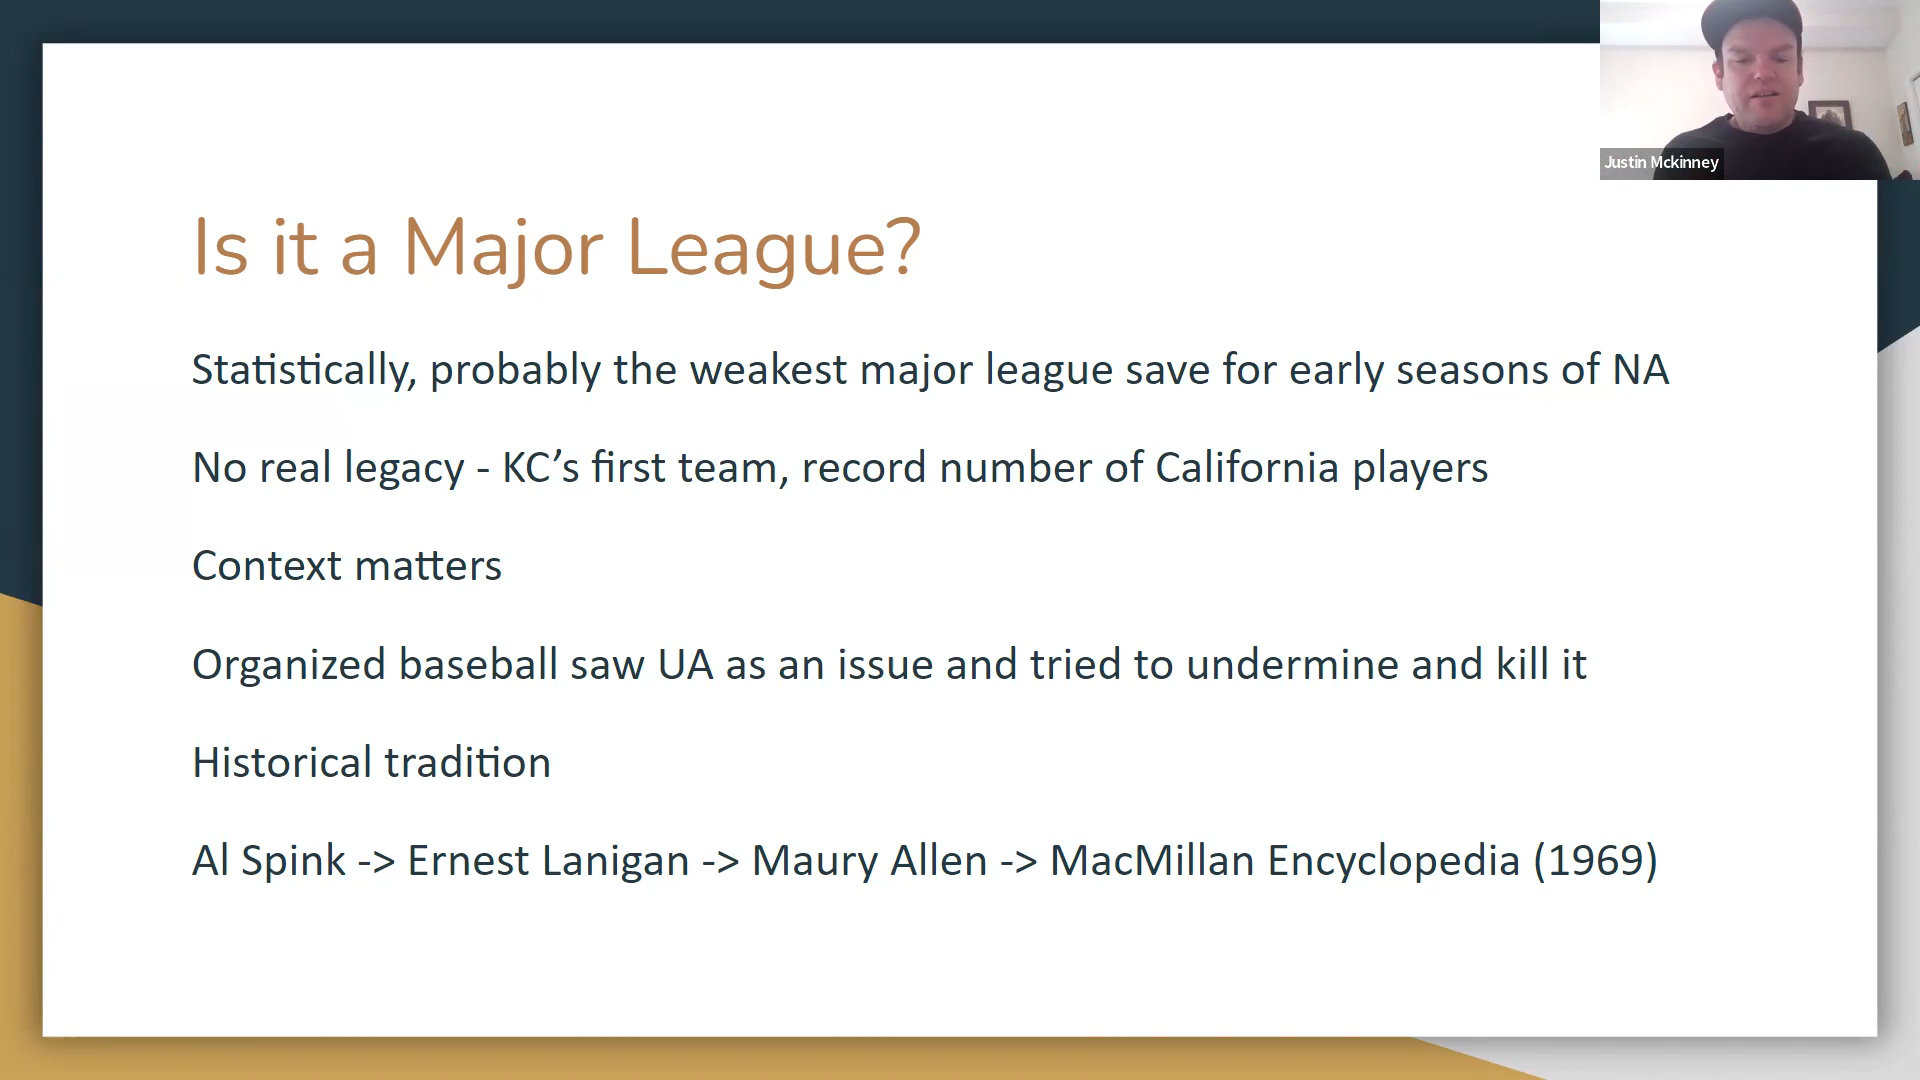 Justin Mckinney
Is it a Major League?
Statistically, probably the weakest major league save for early seasons of NA
No real legacy - KC’s first team, record number of California players
Context matters
Organized baseball saw UA as an issue and tried to undermine and kill it
Historical tradition
Al Spink -> Ernest Lanigan -> Maury Allen -> MacMillan Encyclopedia (1969)